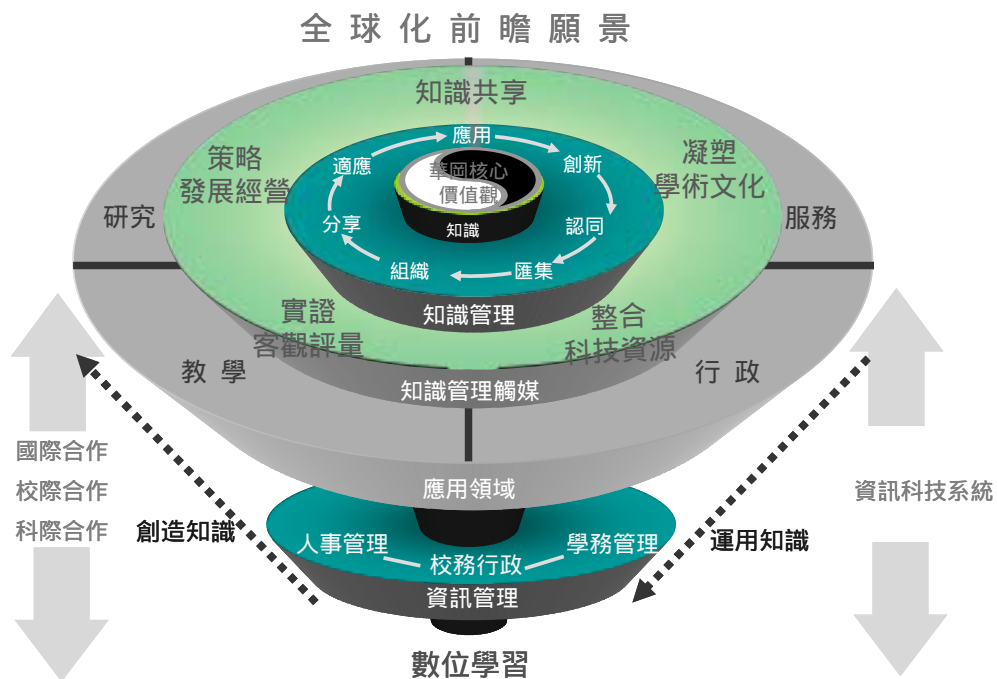 全球化前瞻願景
知識共享
策略
發展經營
凝塑
學術文化
應用
適應
創新
華岡核心
價值觀
研究
服務
分享
知識
認同
組織
匯集
知識管理
實證
客觀評量
整合
科技資源
教學
行政
知識管理觸媒
國際合作
校際合作
科際合作
應用領域
資訊科技系統
創造知識
運用知識
人事管理
學務管理
校務行政
資訊管理
數位學習